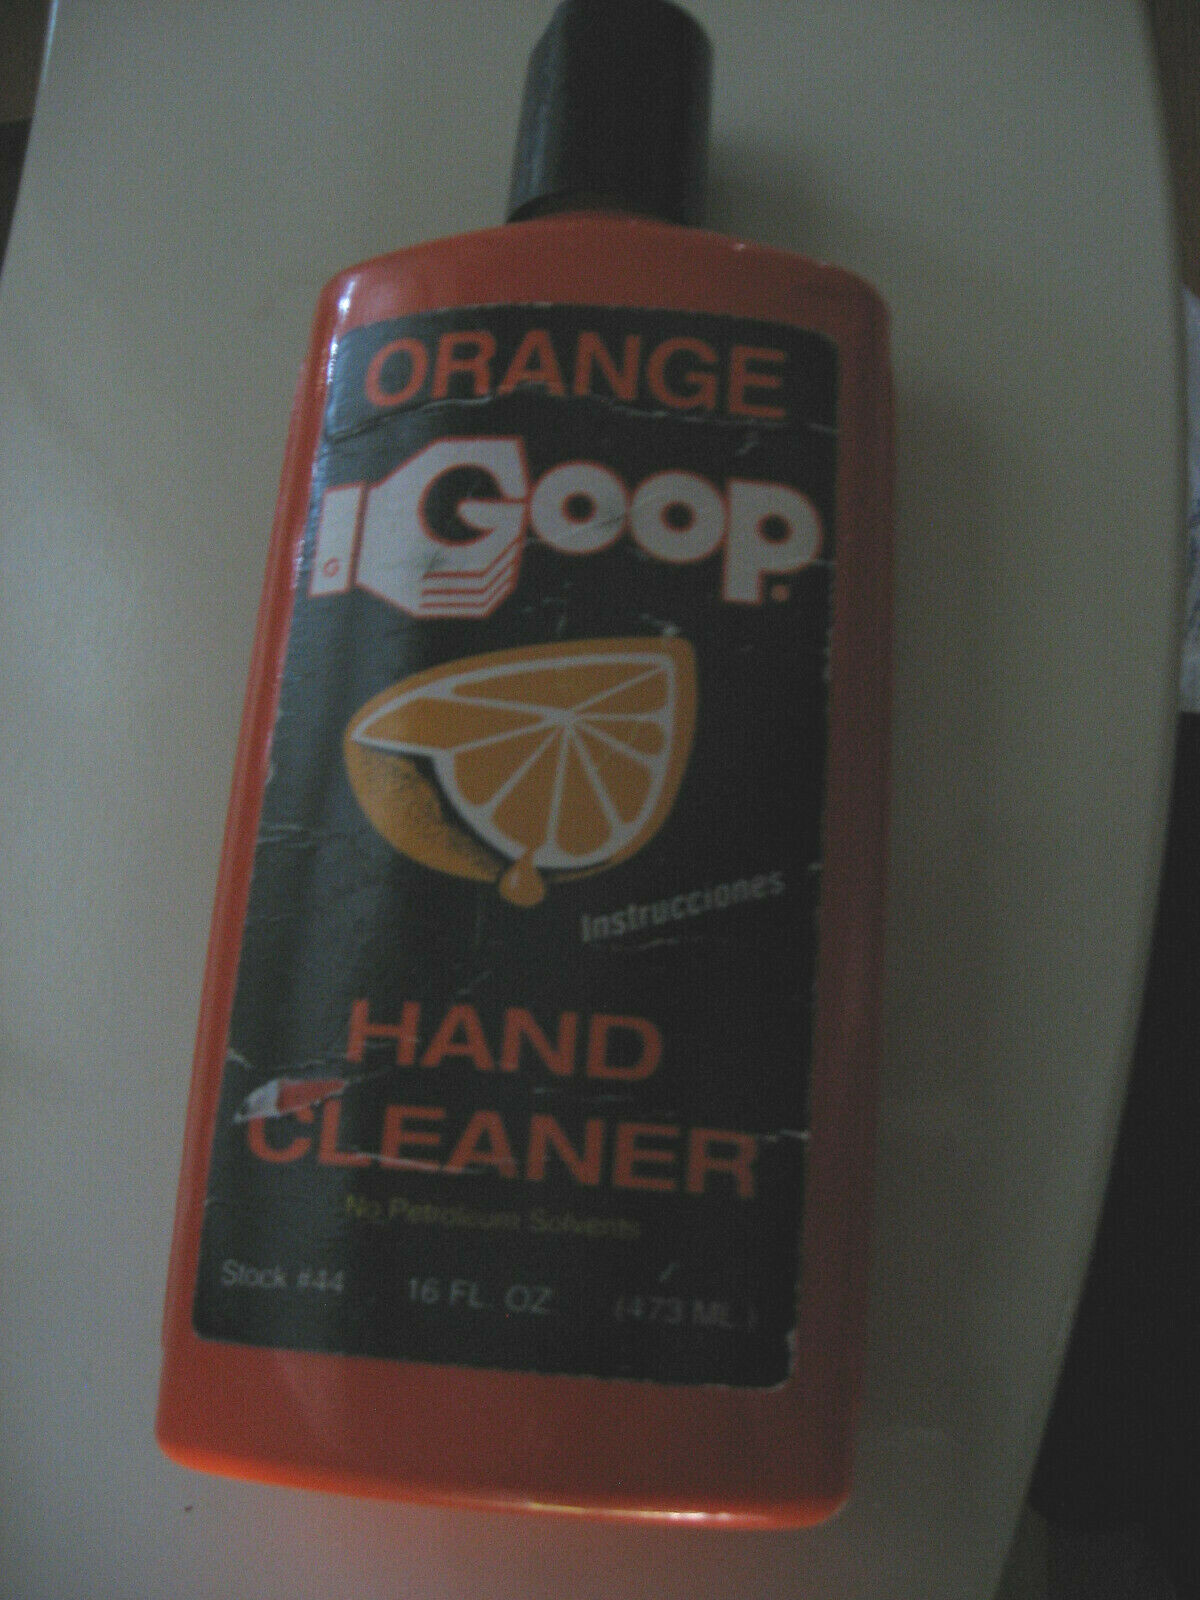 ORANGE
GOOP.
G
Instrucciones
HAND
CLEANER
No Petroleum Solvents
Stock #44 16 FL. OZ. (473 ML.)